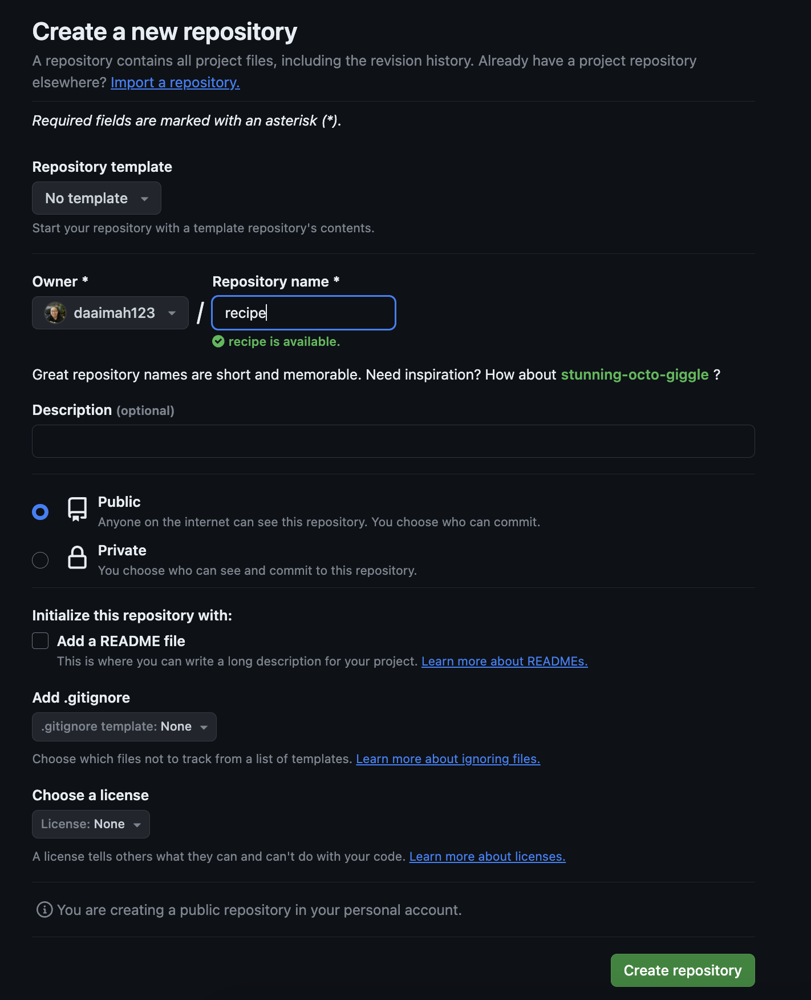 Create a new repository
A repository contains all project files, including the revision history. Already have a project repository
elsewhere? Import a repository.
Required fields are marked with an asterisk (*).
Repository template
No template
Start your repository with a template repository's contents.
Owner *
Repository name *
daaimah123
/
recipe
recipe is available.
Great repository names are short and memorable. Need inspiration? How about stunning-octo-giggle ?
Description (optional)
Public
Anyone on the internet can see this repository. You choose who can commit.
Private
You choose who can see and commit to this repository.
Initialize this repository with:
Add a README file
This is where you can write a long description for your project. Learn more about READMEs.
Add .gitignore
.gitignore template: None
Choose which files not to track from a list of templates. Learn more about ignoring files.
Choose a license
License: None
A license tells others what they can and can't do with your code. Learn more about licenses.
You are creating a public repository in your personal account.
Create repository